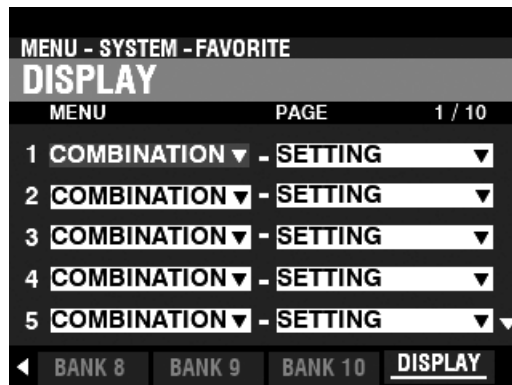 MENU - SYSTEM - FAVORITE
DISPLAY
MENU PAGE 1 / 10
1 COMBINATION ▼ - SETTING ▼
2 COMBINATION ▼ - SETTING ▼
3 COMBINATION ▼ - SETTING ▼
4 COMBINATION ▼ - SETTING ▼
5 COMBINATION ▼ - SETTING ▼
BANK 8 BANK 9 BANK 10 DISPLAY